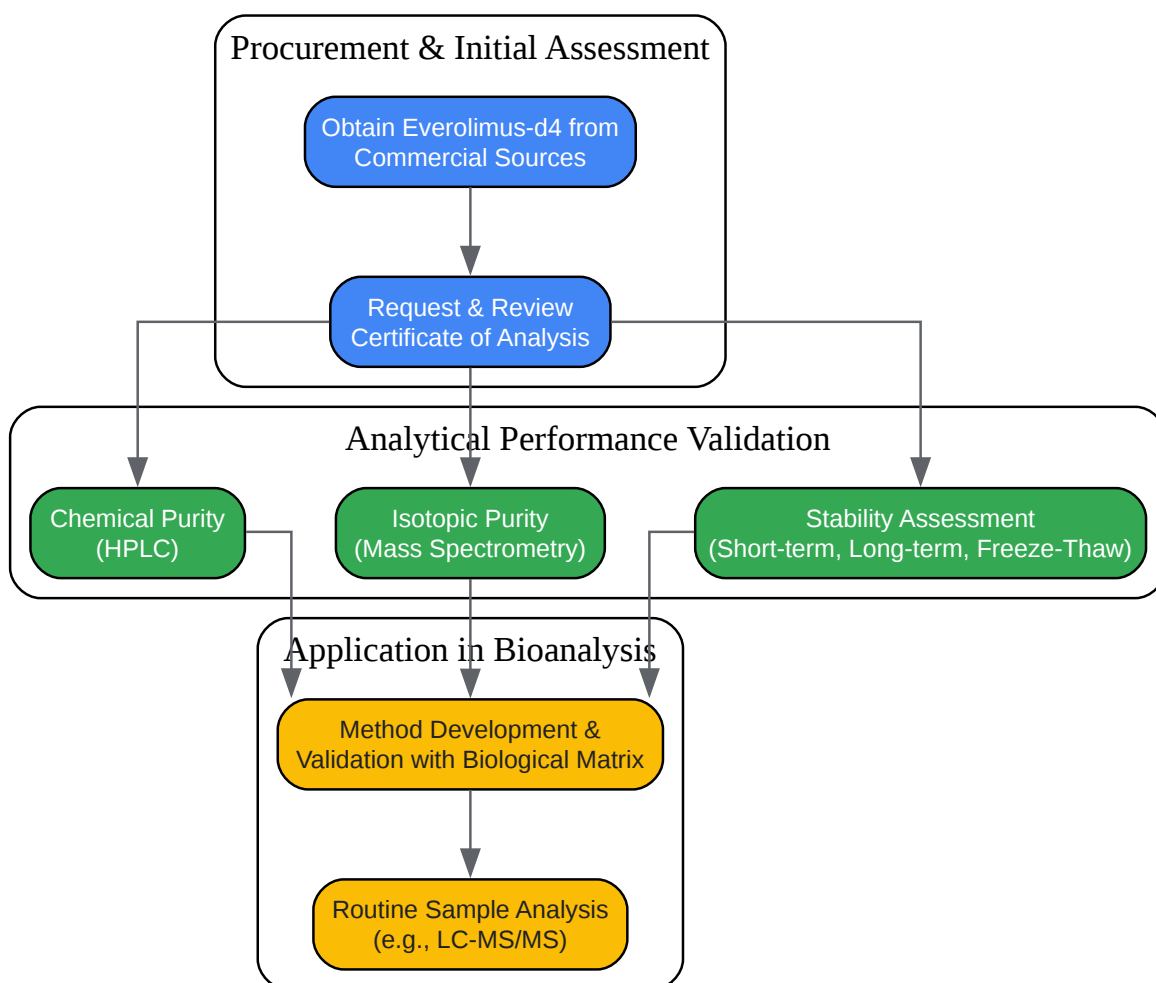 Procurement & Initial Assessment
Obtain Everolimus-d4 from
Commercial Sources
Request & Review
Certificate of Analysis
Analytical Performance Validation
Chemical Purity
(HPLC)
Isotopic Purity
(Mass Spectrometry)
Stability Assessment
(Short-term, Long-term, Freeze-Thaw)
Application in Bioanalysis
Method Development &
Validation with Biological Matrix
Routine Sample Analysis
(e.g., LC-MS/MS)